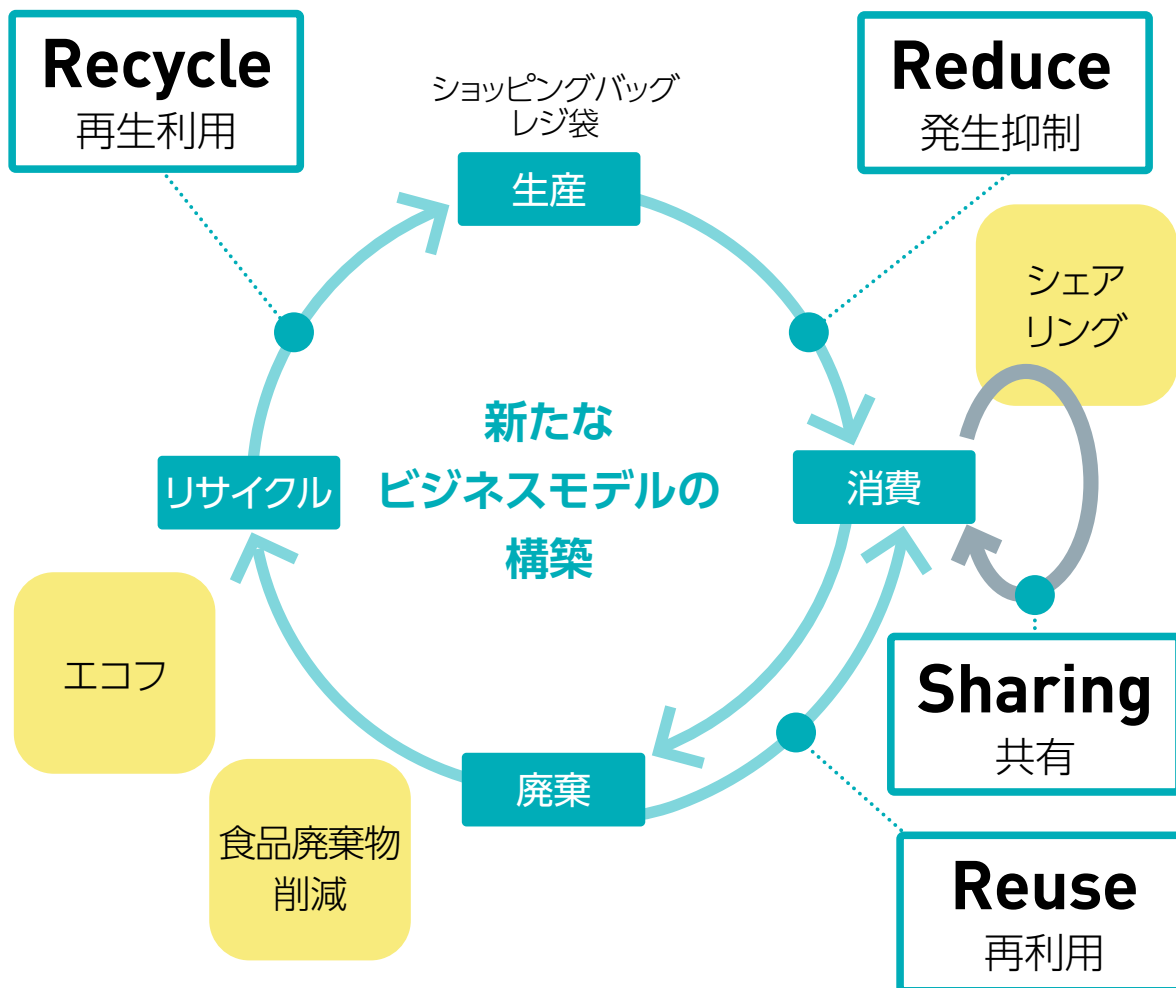 Recycle
再生利用
ショッピングバッグ
レジ袋
Reduce
発生抑制
生産
シェア
リング
新たな
ビジネスモデルの
構築
リサイクル
消費
エコフ
Sharing
共有
廃棄
食品廃棄物
削減
Reuse
再利用